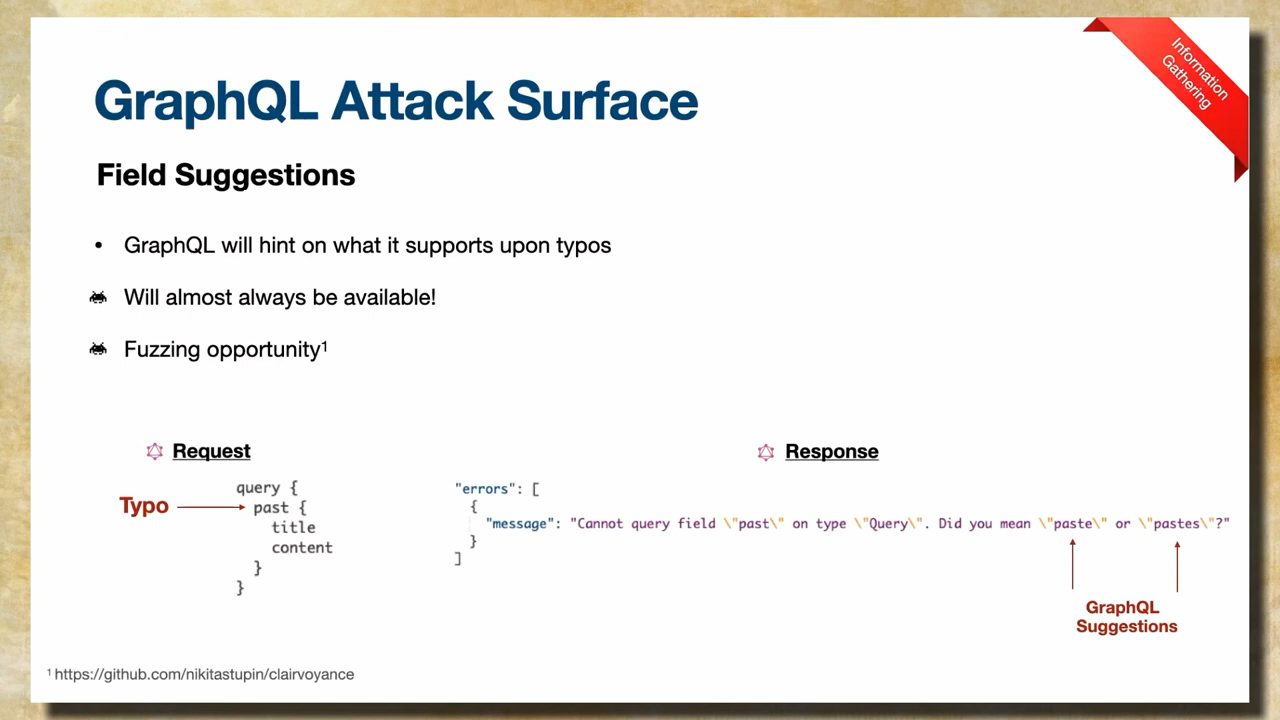 Information
Gathering
GraphQL Attack Surface
Field Suggestions
• GraphQL will hint on what it supports upon typos
Will almost always be available!
Fuzzing opportunity¹
Request
Typo
query {
past {
title
content
}
}
Response
"errors": [
{
"message": "Cannot query field \"past\" on type \"Query\". Did you mean \"paste\" or \"pastes\"?"
}
]
GraphQL
Suggestions
¹ https://github.com/nikitastupin/clairvoyance